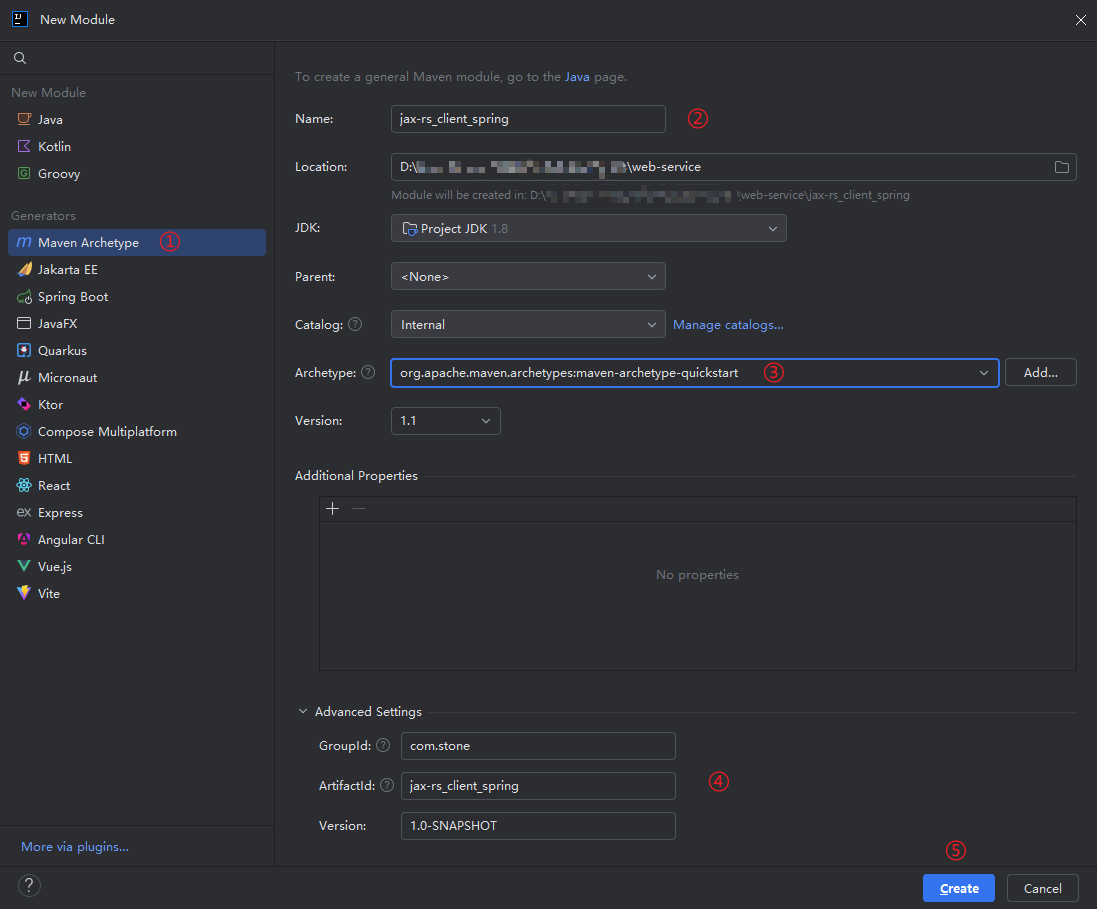 New Module
To create a general Maven module, go to the Java page.
New Module
Java
Kotlin
Groovy
Generators
Maven Archetype ①
Jakarta EE
Spring Boot
JavaFX
Quarkus
Micronaut
Ktor
Compose Multiplatform
HTML
React
ex Express
Angular CLI
Vue.js
Vite
More via plugins...
Name: jax-rs_client_spring ②
Location: D:\ \web-service
Module will be created in: D:\ \web-service\jax-rs_client_spring
JDK: Project JDK 1.8
Parent: <None>
Catalog: ? Internal Manage catalogs...
Archetype: ? org.apache.maven.archetypes:maven-archetype-quickstart ③ Add...
Version: 1.1
Additional Properties
No properties
Advanced Settings
GroupId: ? com.stone
ArtifactId: ? jax-rs_client_spring ④
Version: 1.0-SNAPSHOT
⑤
? Create Cancel